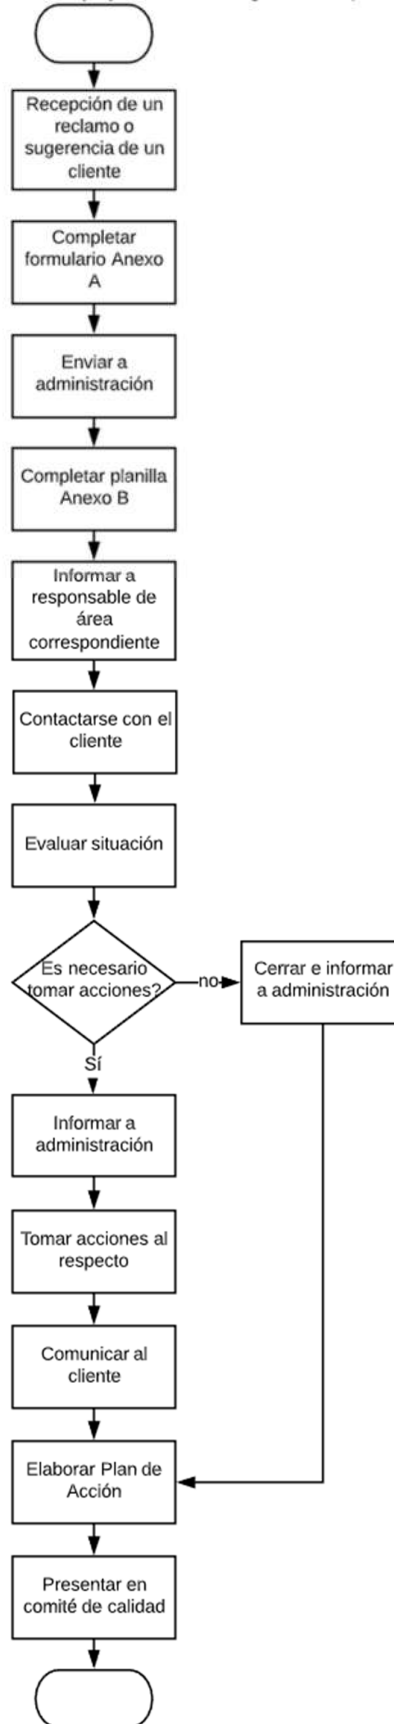 Recepción de un
reclamo o
sugerencia de un
cliente
Completar
formulario Anexo
A
Enviar a
administración
Completar planilla
Anexo B
Informar a
responsable de
área
correspondiente
Contactarse con el
cliente
Evaluar situación
Es necesario
tomar acciones?
no
Cerrar e informar
a administración
Sí
Informar a
administración
Tomar acciones al
respecto
Comunicar al
cliente
Elaborar Plan de
Acción
Presentar en
comité de calidad